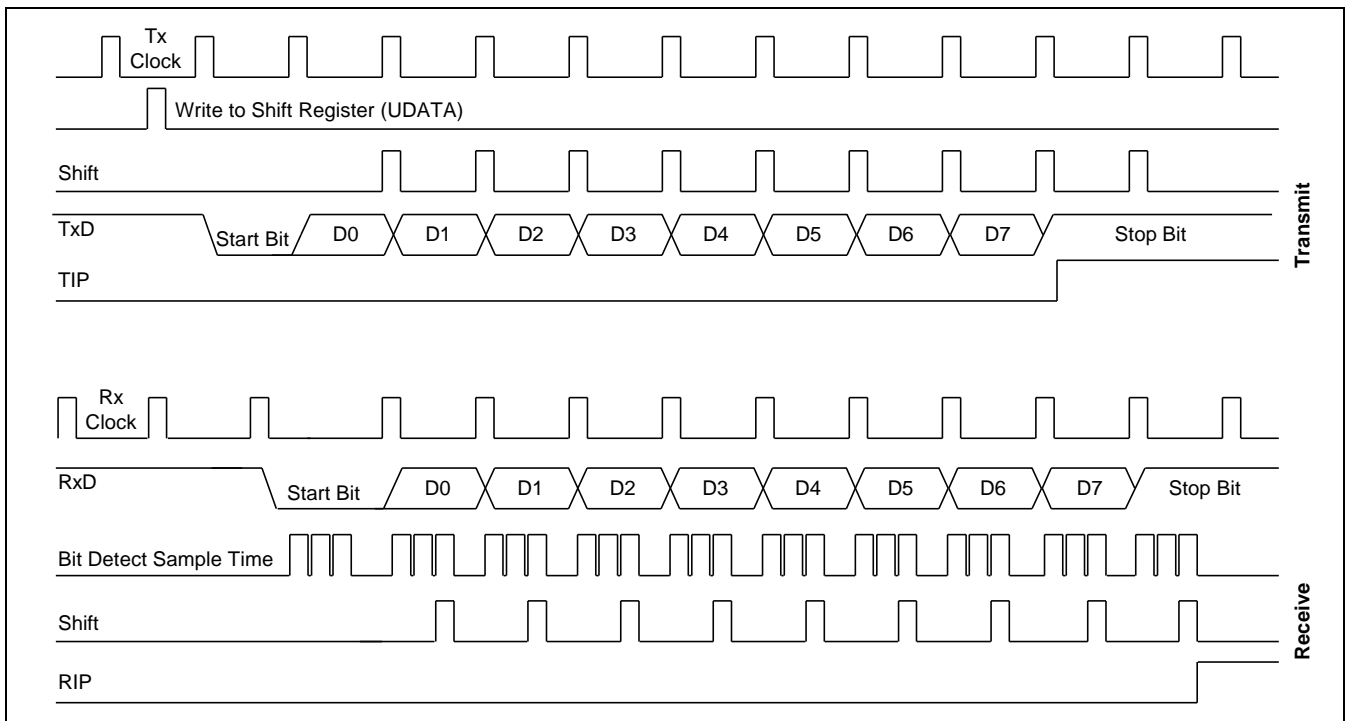 Tx
Clock
Write to Shift Register (UDATA)
Shift
TxD
Start Bit D0 D1 D2 D3 D4 D5 D6 D7 Stop Bit
TIP
Transmit
Rx
Clock
RxD
Start Bit D0 D1 D2 D3 D4 D5 D6 D7 Stop Bit
Bit Detect Sample Time
Shift
RIP
Receive